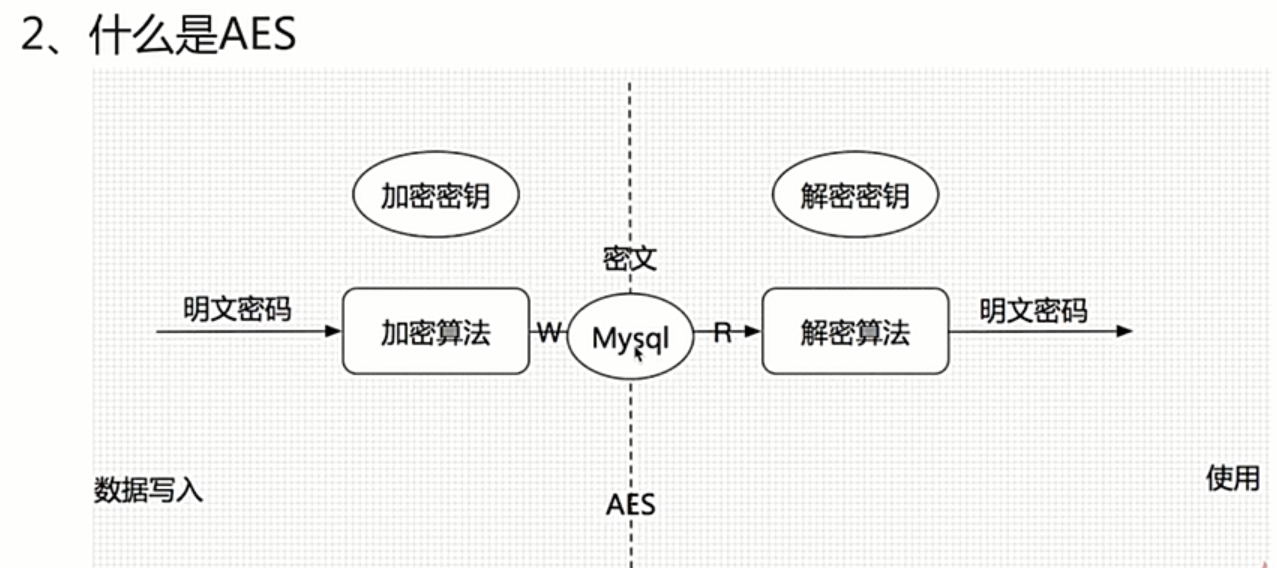 2、什么是AES
加密密钥
解密密钥
密文
明文密码
加密算法
W
Mysql
R
解密算法
明文密码
数据写入
使用
AES